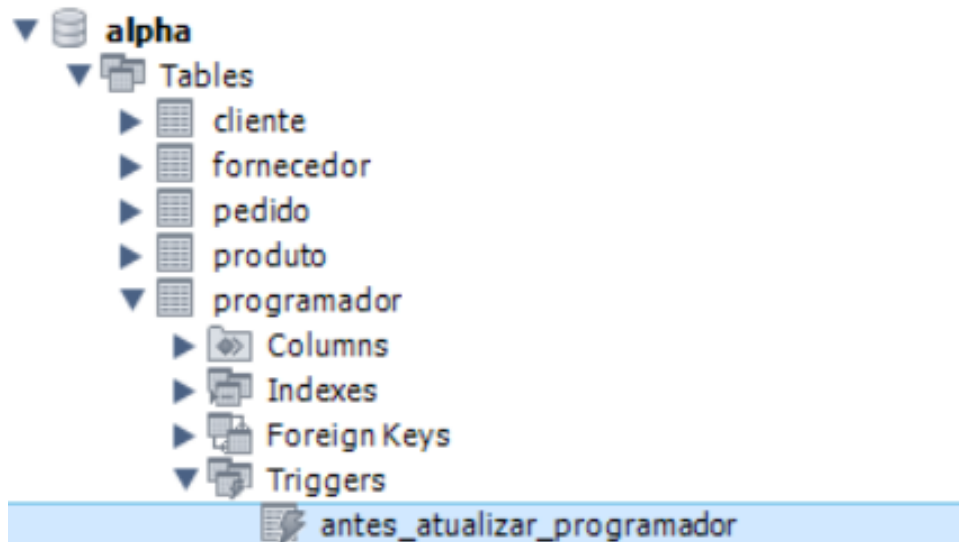 alpha
Tables
cliente
fornecedor
pedido
produto
programador
Columns
Indexes
Foreign Keys
Triggers
antes_atualizar_programador